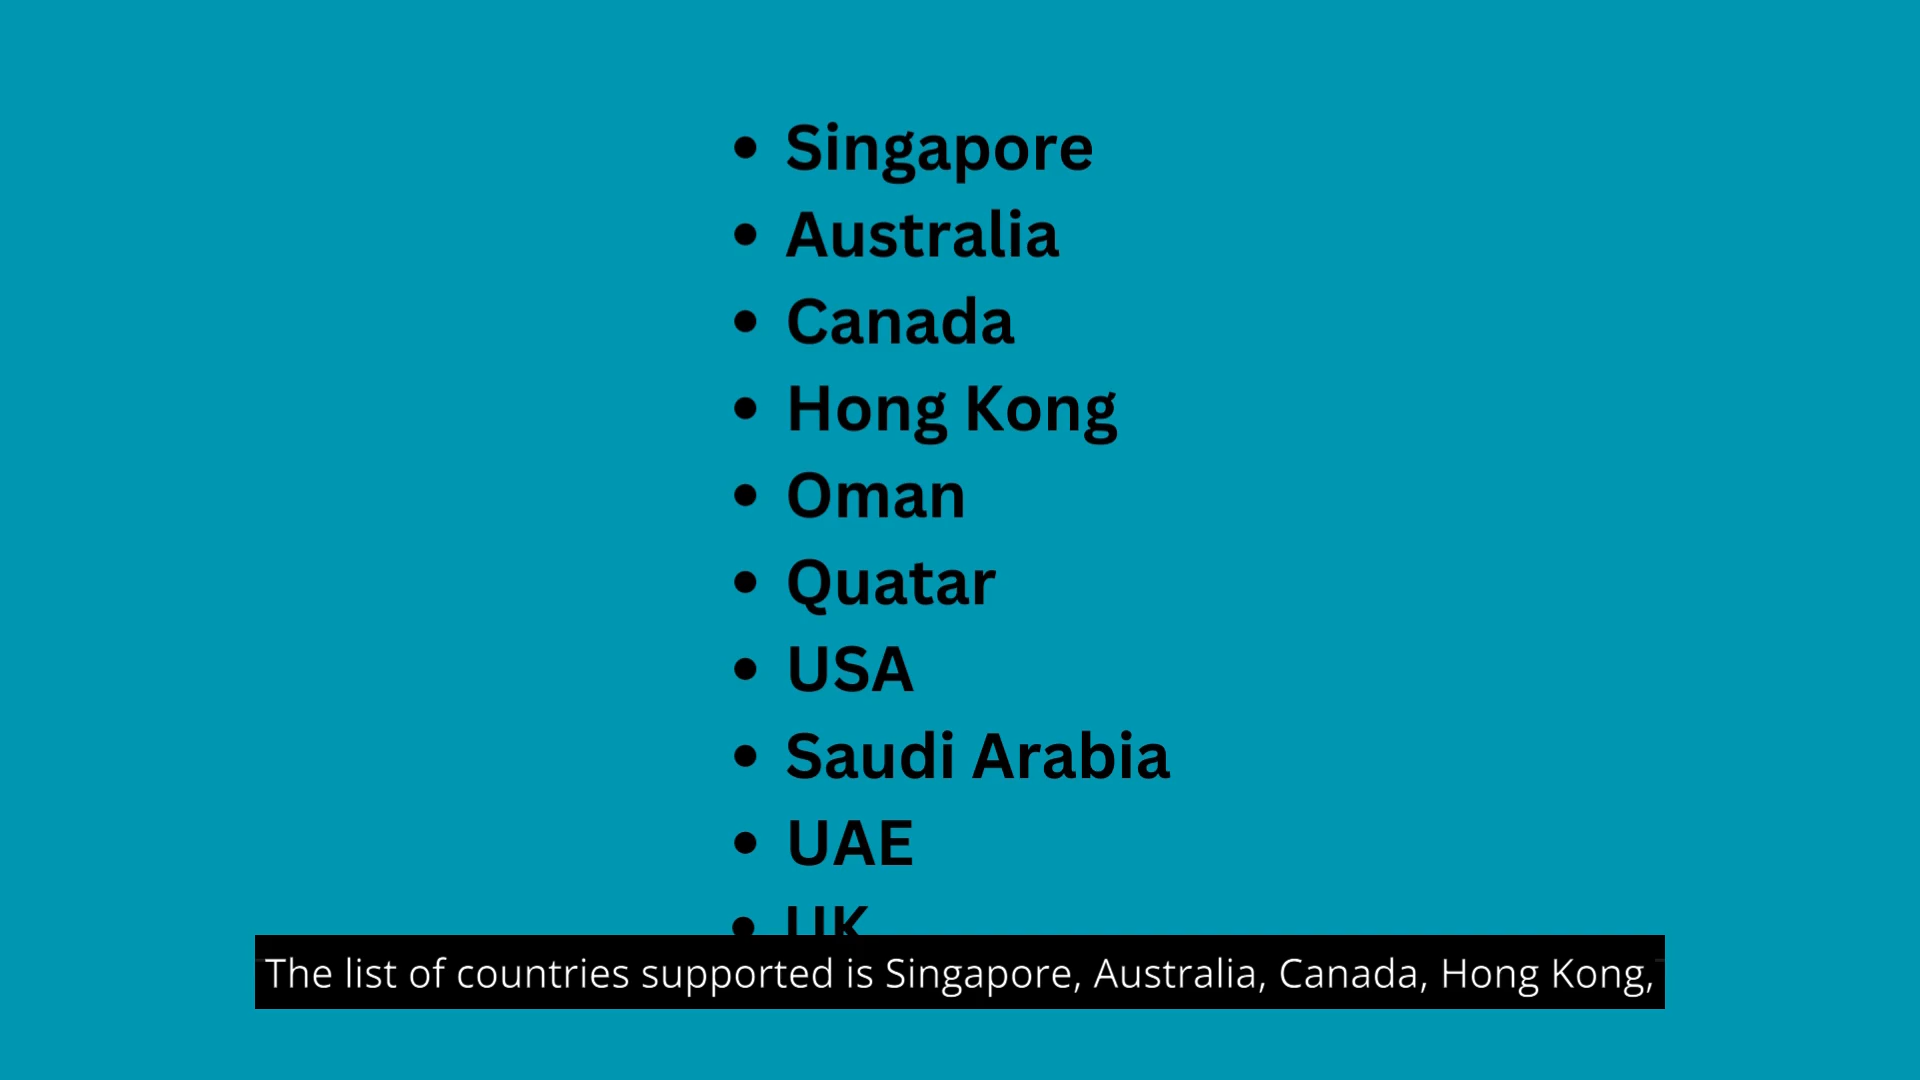 • Singapore
• Australia
• Canada
• Hong Kong
• Oman
• Quatar
• USA
• Saudi Arabia
• UAE
• UK
The list of countries supported is Singapore, Australia, Canada, Hong Kong,